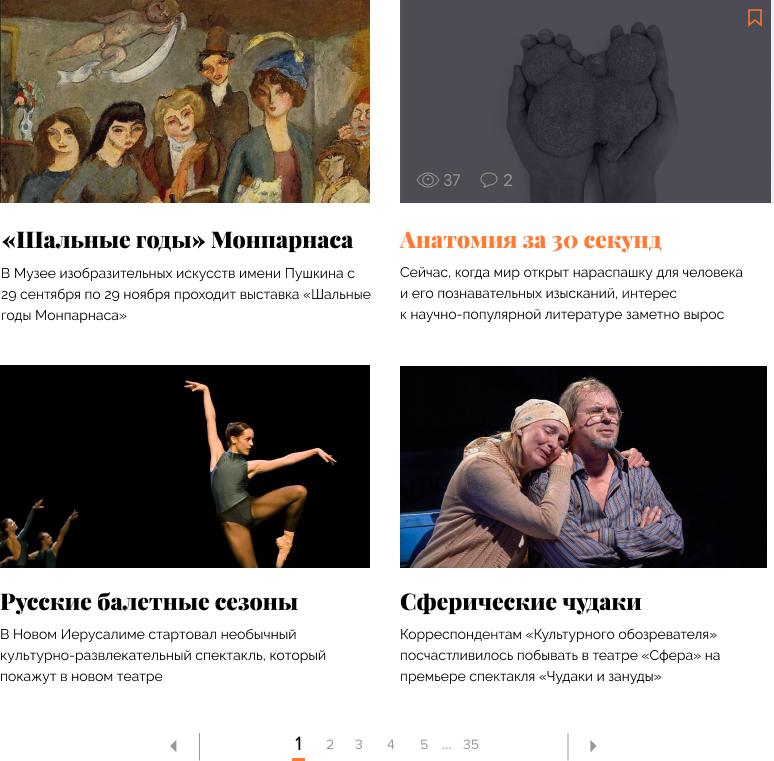 37 2
«Шальные годы» Монпарнаса
В Музее изобразительных искусств имени Пушкина с
29 сентября по 29 ноября проходит выставка «Шальные
годы Монпарнаса»
Анатомия за 30 секунд
Сейчас, когда мир открыт нараспашку для человека
и его познавательных изысканий, интерес
к научно-популярной литературе заметно вырос
Русские балетные сезоны
В Новом Иерусалиме стартовал необычный
культурно-развлекательный спектакль, который
покажут в новом театре
Сферические чудаки
Корреспондентам «Культурного обозревателя»
посчастливилось побывать в театре «Сфера» на
премьере спектакля «Чудаки и зануды»
1 2 3 4 5 ... 35